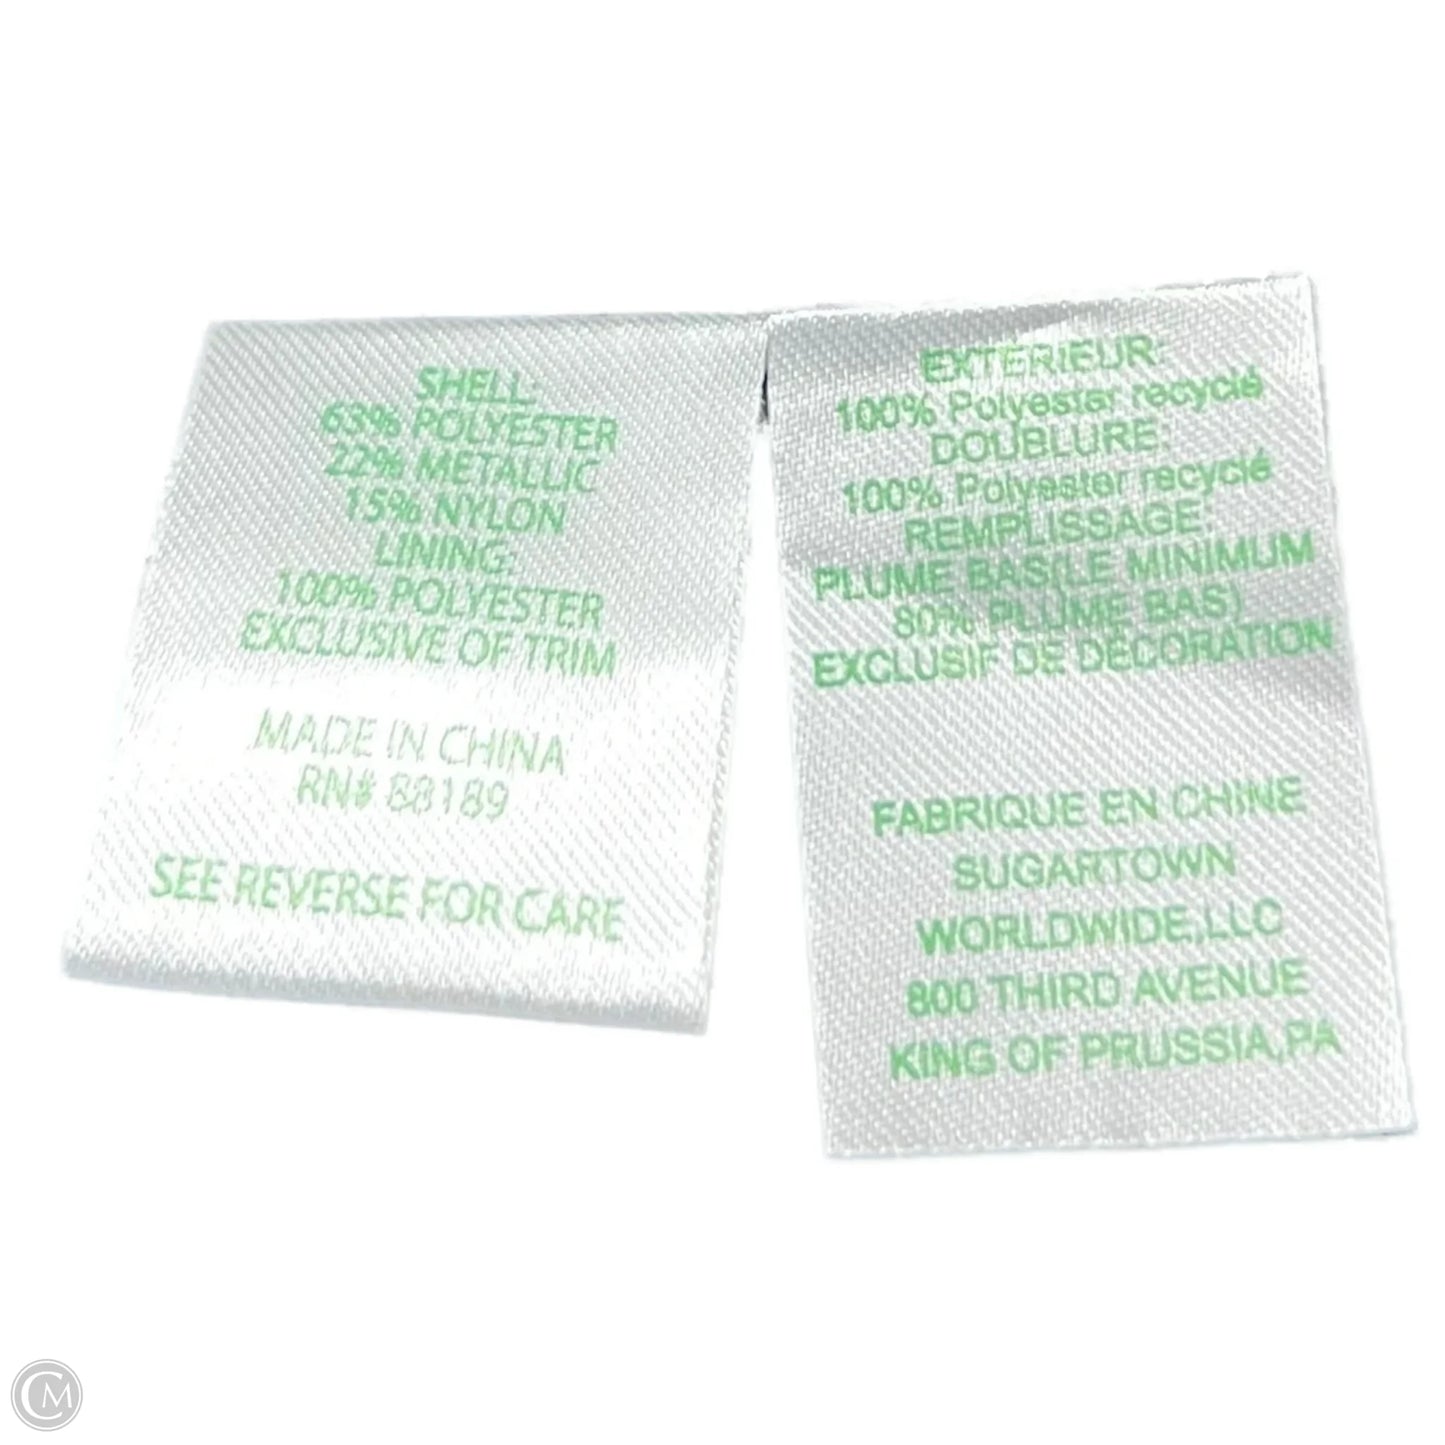 SHELL:
63% POLYESTER
22% METALLIC
15% NYLON
LINING:
100% POLYESTER
EXCLUSIVE OF TRIM
MADE IN CHINA
RN# 88189
SEE REVERSE FOR CARE
EXTERIEUR:
100% Polyester recyclé
DOUBLURE:
100% Polyester recyclé
REMPLISSAGE:
PLUME BAS(LE MINIMUM
80% PLUME BAS)
EXCLUSIF DE DÉCORATION
FABRIQUE EN CHINE
SUGARTOWN
WORLDWIDE,LLC
800 THIRD AVENUE
KING OF PRUSSIA,PA
CM